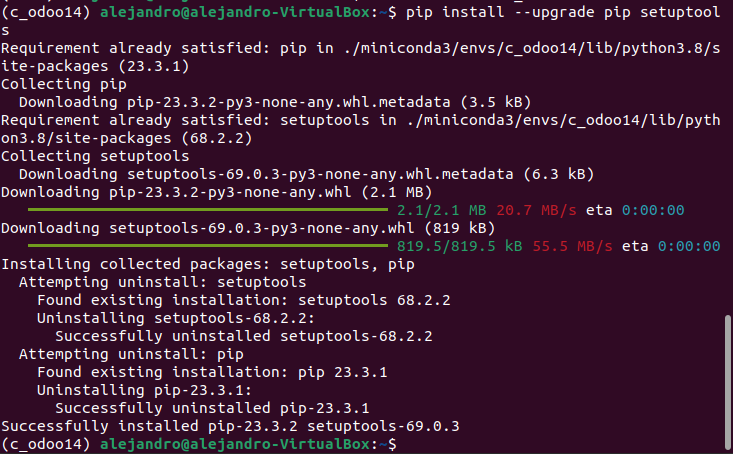 (c_odoo14) alejandro@alejandro-VirtualBox:~$ pip install --upgrade pip setuptool
s
Requirement already satisfied: pip in ./miniconda3/envs/c_odoo14/lib/python3.8/s
ite-packages (23.3.1)
Collecting pip
  Downloading pip-23.3.2-py3-none-any.whl.metadata (3.5 kB)
Requirement already satisfied: setuptools in ./miniconda3/envs/c_odoo14/lib/pyth
on3.8/site-packages (68.2.2)
Collecting setuptools
  Downloading setuptools-69.0.3-py3-none-any.whl.metadata (6.3 kB)
Downloading pip-23.3.2-py3-none-any.whl (2.1 MB)
2.1/2.1 MB 20.7 MB/s eta 0:00:00
Downloading setuptools-69.0.3-py3-none-any.whl (819 kB)
819.5/819.5 kB 55.5 MB/s eta 0:00:00
Installing collected packages: setuptools, pip
  Attempting uninstall: setuptools
    Found existing installation: setuptools 68.2.2
    Uninstalling setuptools-68.2.2:
      Successfully uninstalled setuptools-68.2.2
  Attempting uninstall: pip
    Found existing installation: pip 23.3.1
    Uninstalling pip-23.3.1:
      Successfully uninstalled pip-23.3.1
Successfully installed pip-23.3.2 setuptools-69.0.3
(c_odoo14) alejandro@alejandro-VirtualBox:~$